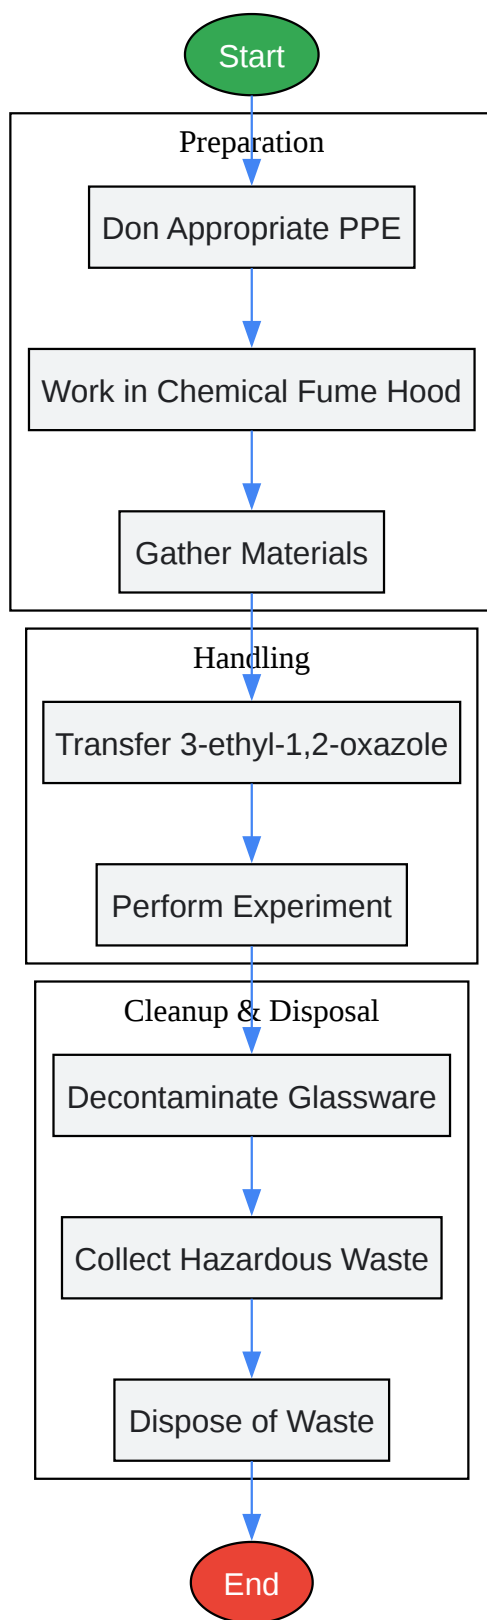 Start
Preparation
Don Appropriate PPE
Work in Chemical Fume Hood
Gather Materials
Handling
Transfer 3-ethyl-1,2-oxazole
Perform Experiment
Cleanup & Disposal
Decontaminate Glassware
Collect Hazardous Waste
Dispose of Waste
End